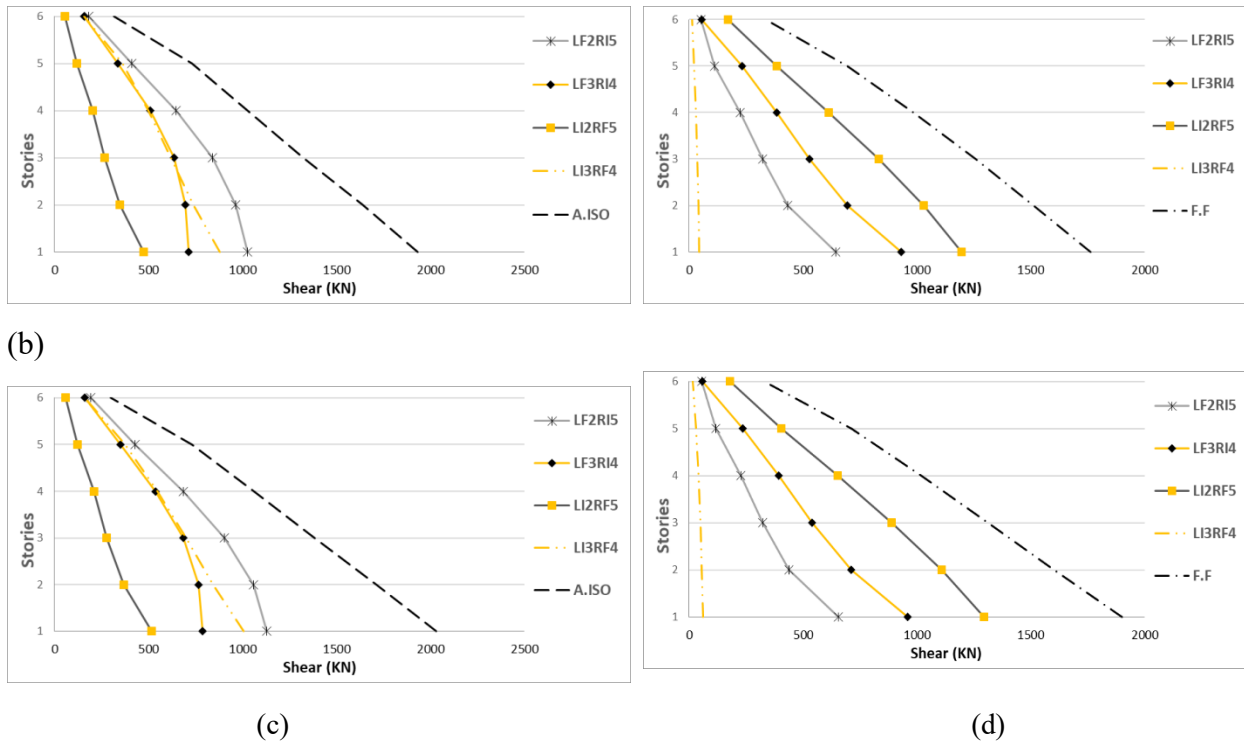 6
5
4
3
2
1
Stories
0 500 1000 1500 2000 2500
Shear (KN)
LF2RI5
LF3RI4
LI2RF5
LI3RF4
A.ISO
6
5
4
3
2
1
Stories
0 500 1000 1500 2000
Shear (KN)
LF2RI5
LF3RI4
LI2RF5
LI3RF4
F.F
(b)
6
5
4
3
2
1
Stories
0 500 1000 1500 2000 2500
Shear (KN)
LF2RI5
LF3RI4
LI2RF5
LI3RF4
A.ISO
6
5
4
3
2
1
Stories
0 500 1000 1500 2000
Shear (KN)
LF2RI5
LF3RI4
LI2RF5
LI3RF4
F.F
(c) (d)